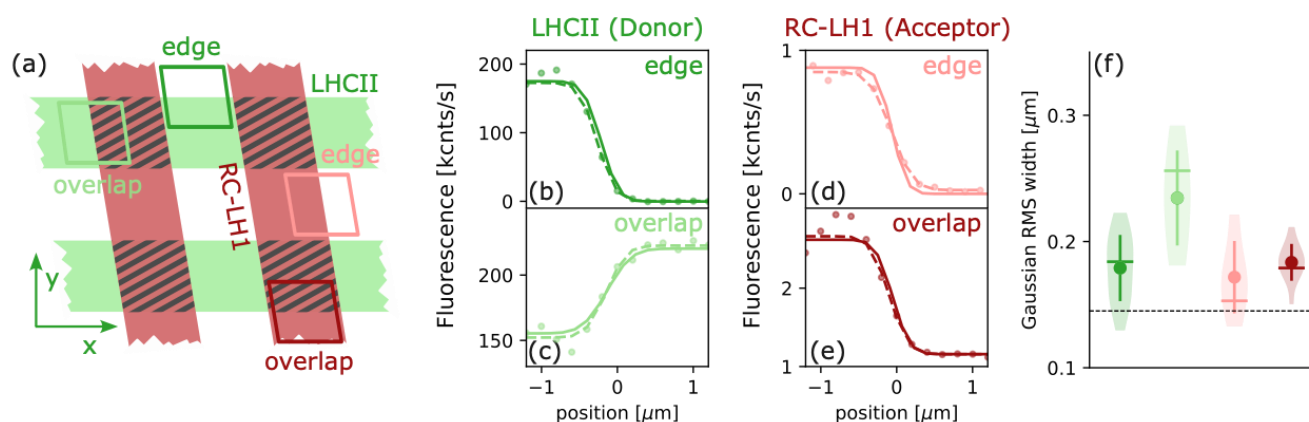 (a)
edge
LHCII
edge
overlap
RC-LH1
y
x
overlap
LHCII (Donor)
200
edge
100
0
(b)
Fluorescence [kcnts/s]
overlap
200
150
(c)
−1
0
1
position [μm]
RC-LH1 (Acceptor)
1
edge
0
(d)
Fluorescence [kcnts/s]
overlap
2
1
(e)
−1
0
1
position [μm]
(f)
Gaussian RMS width [μm]
0.3
0.2
0.1